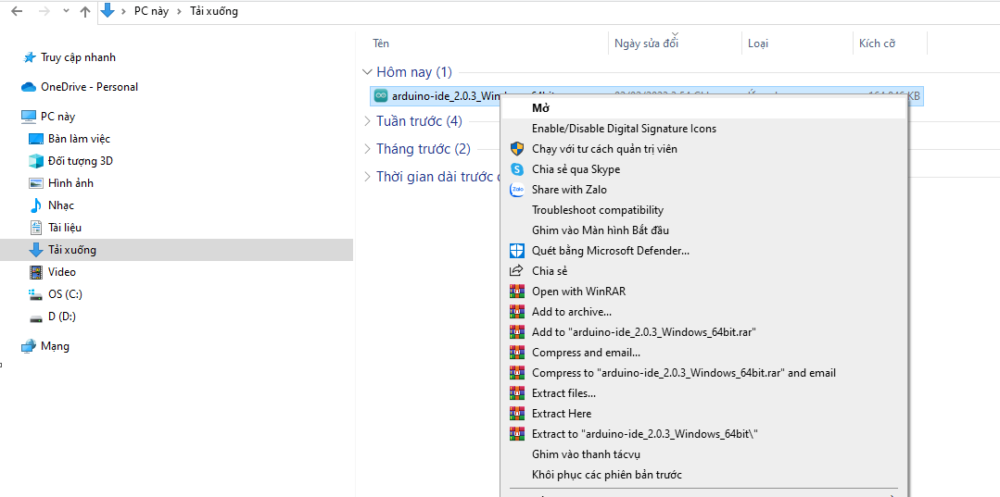 PC này > Tải xuống
Tên Ngày sửa đổi Loại Kích cỡ
Truy cập nhanh
OneDrive - Personal
PC này
Bàn làm việc
Đối tượng 3D
Hình ảnh
Nhạc
Tài liệu
Tải xuống
Video
OS (C:)
D (D:)
Mạng
Hôm nay (1)
arduino-ide_2.0.3_Win
KB
Tuần trước (4)
Tháng trước (2)
Thời gian dài trước
Mở
Enable/Disable Digital Signature Icons
Chạy với tư cách quản trị viên
Chia sẻ qua Skype
Zalo Share with Zalo
Troubleshoot compatibility
Ghim vào Màn hình Bắt đầu
Quét bằng Microsoft Defender...
Chia sẻ
Open with WinRAR
Add to archive...
Add to "arduino-ide_2.0.3_Windows_64bit.rar"
Compress and email...
Compress to "arduino-ide_2.0.3_Windows_64bit.rar" and email
Extract files...
Extract Here
Extract to "arduino-ide_2.0.3_Windows_64bit\"
Ghim vào thanh tácvụ
Khôi phục các phiên bản trước